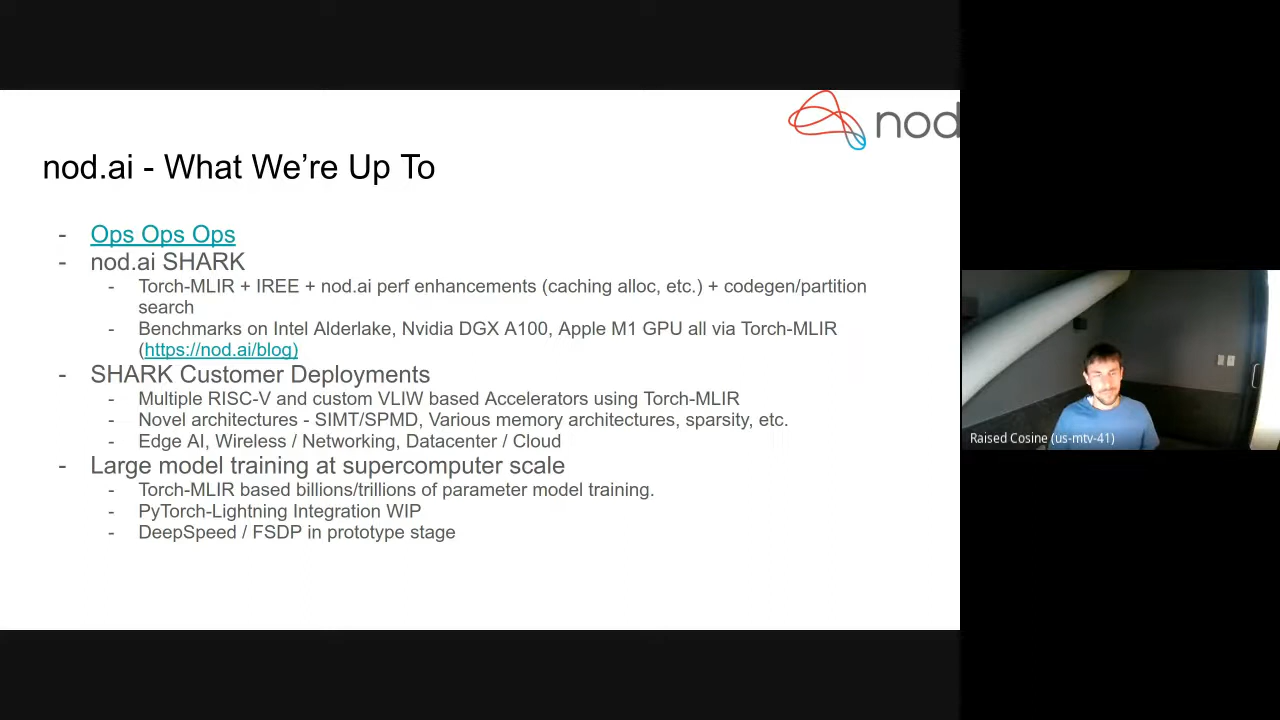 nod
nod.ai - What We're Up To
- Ops Ops Ops
- nod.ai SHARK
- Torch-MLIR + IREE + nod.ai perf enhancements (caching alloc, etc.) + codegen/partition
search
- Benchmarks on Intel Alderlake, Nvidia DGX A100, Apple M1 GPU all via Torch-MLIR
(https://nod.ai/blog)
- SHARK Customer Deployments
- Multiple RISC-V and custom VLIW based Accelerators using Torch-MLIR
- Novel architectures - SIMT/SPMD, Various memory architectures, sparsity, etc.
- Edge AI, Wireless / Networking, Datacenter / Cloud
- Large model training at supercomputer scale
- Torch-MLIR based billions/trillions of parameter model training.
- PyTorch-Lightning Integration WIP
- DeepSpeed / FSDP in prototype stage
Raised Cosine (us-mtv-41)